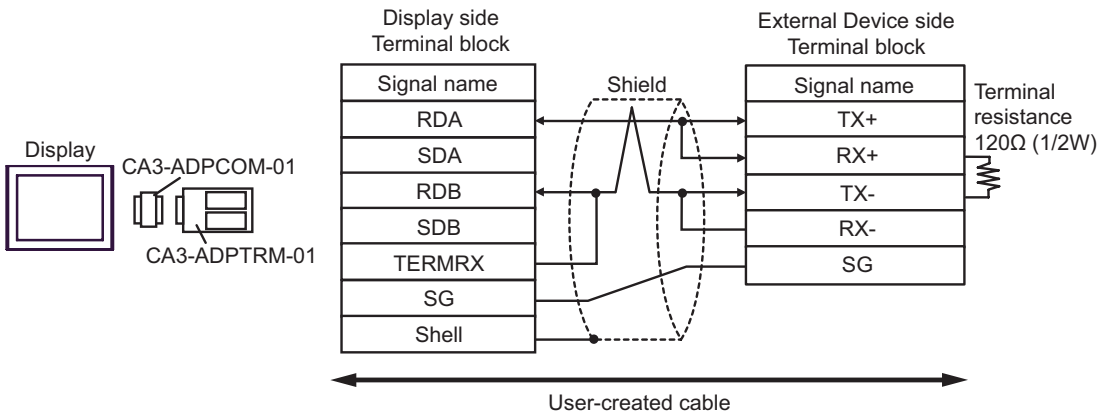 Display side
Terminal block
External Device side
Terminal block
Signal name
Shield
Signal name
Terminal
resistance
120Ω (1/2W)
RDA
TX+
Display
CA3-ADPCOM-01
SDA
RX+
RDB
TX-
SDB
RX-
CA3-ADPTRM-01
TERMRX
SG
SG
Shell
User-created cable